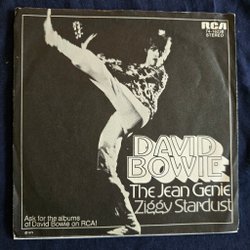 RCA
STEREO
DAVID
BOWIE
The Jean Genie
Ziggy Stardust
Ask for the albums
of David Bowie on RCA!